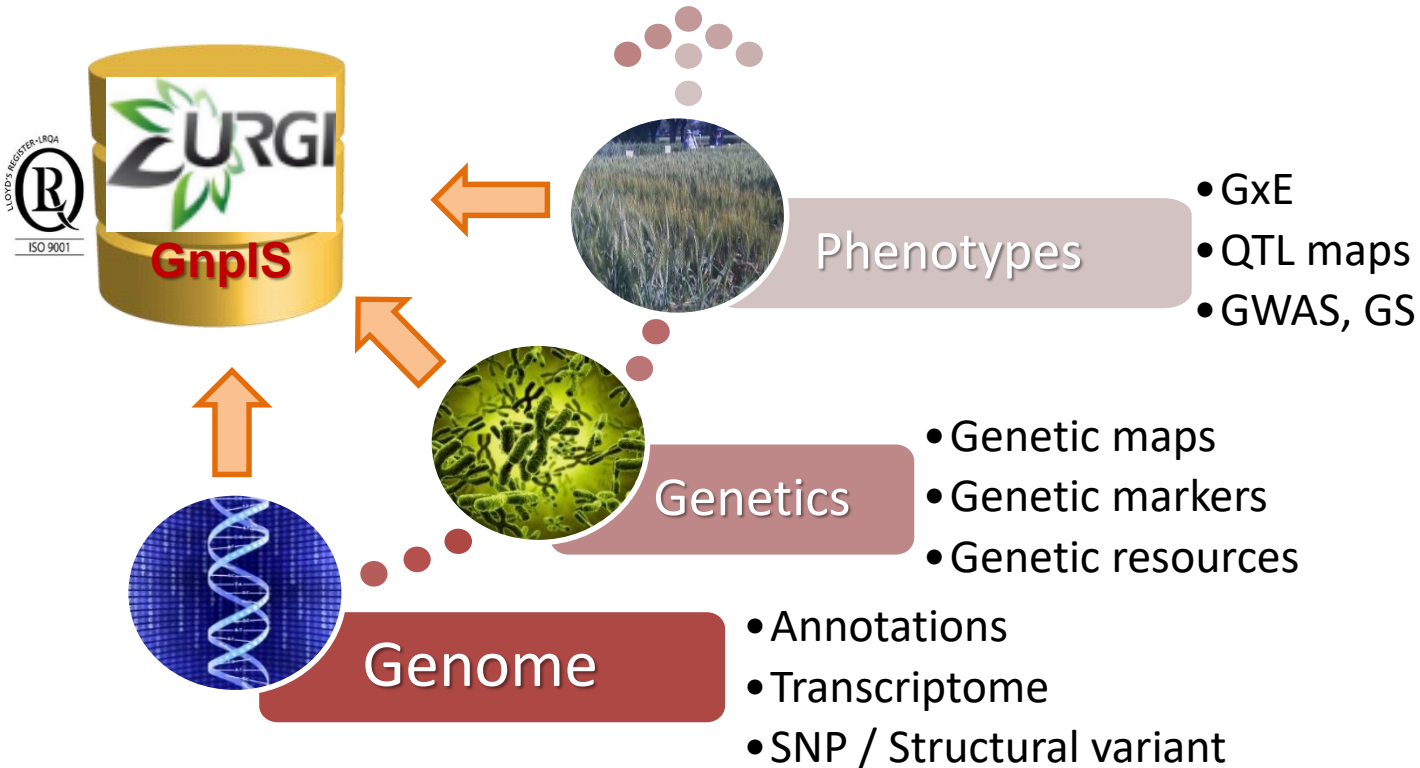 LLOYD'S REGISTER•LRQA
R
ISO 9001
URGI
GnpIS
Phenotypes
•GxE
•QTL maps
•GWAS, GS
Genetics
•Genetic maps
•Genetic markers
•Genetic resources
Genome
•Annotations
•Transcriptome
•SNP / Structural variant